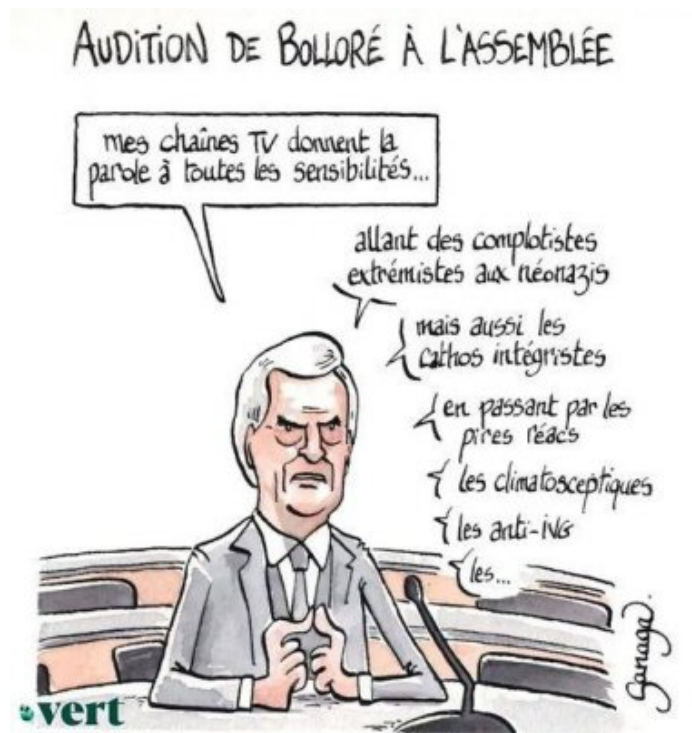 AUDITION DE BOLLORÉ À L'ASSEMBLÉE
mes chaînes TV donnent la
parole à toutes les sensibilités...
allant des complotistes
extrémistes aux néonazis
mais aussi les
cathos intégristes
en passant par les
pires réacs
les climatosceptiques
les anti-IVG
les...
Ganaga.
vert